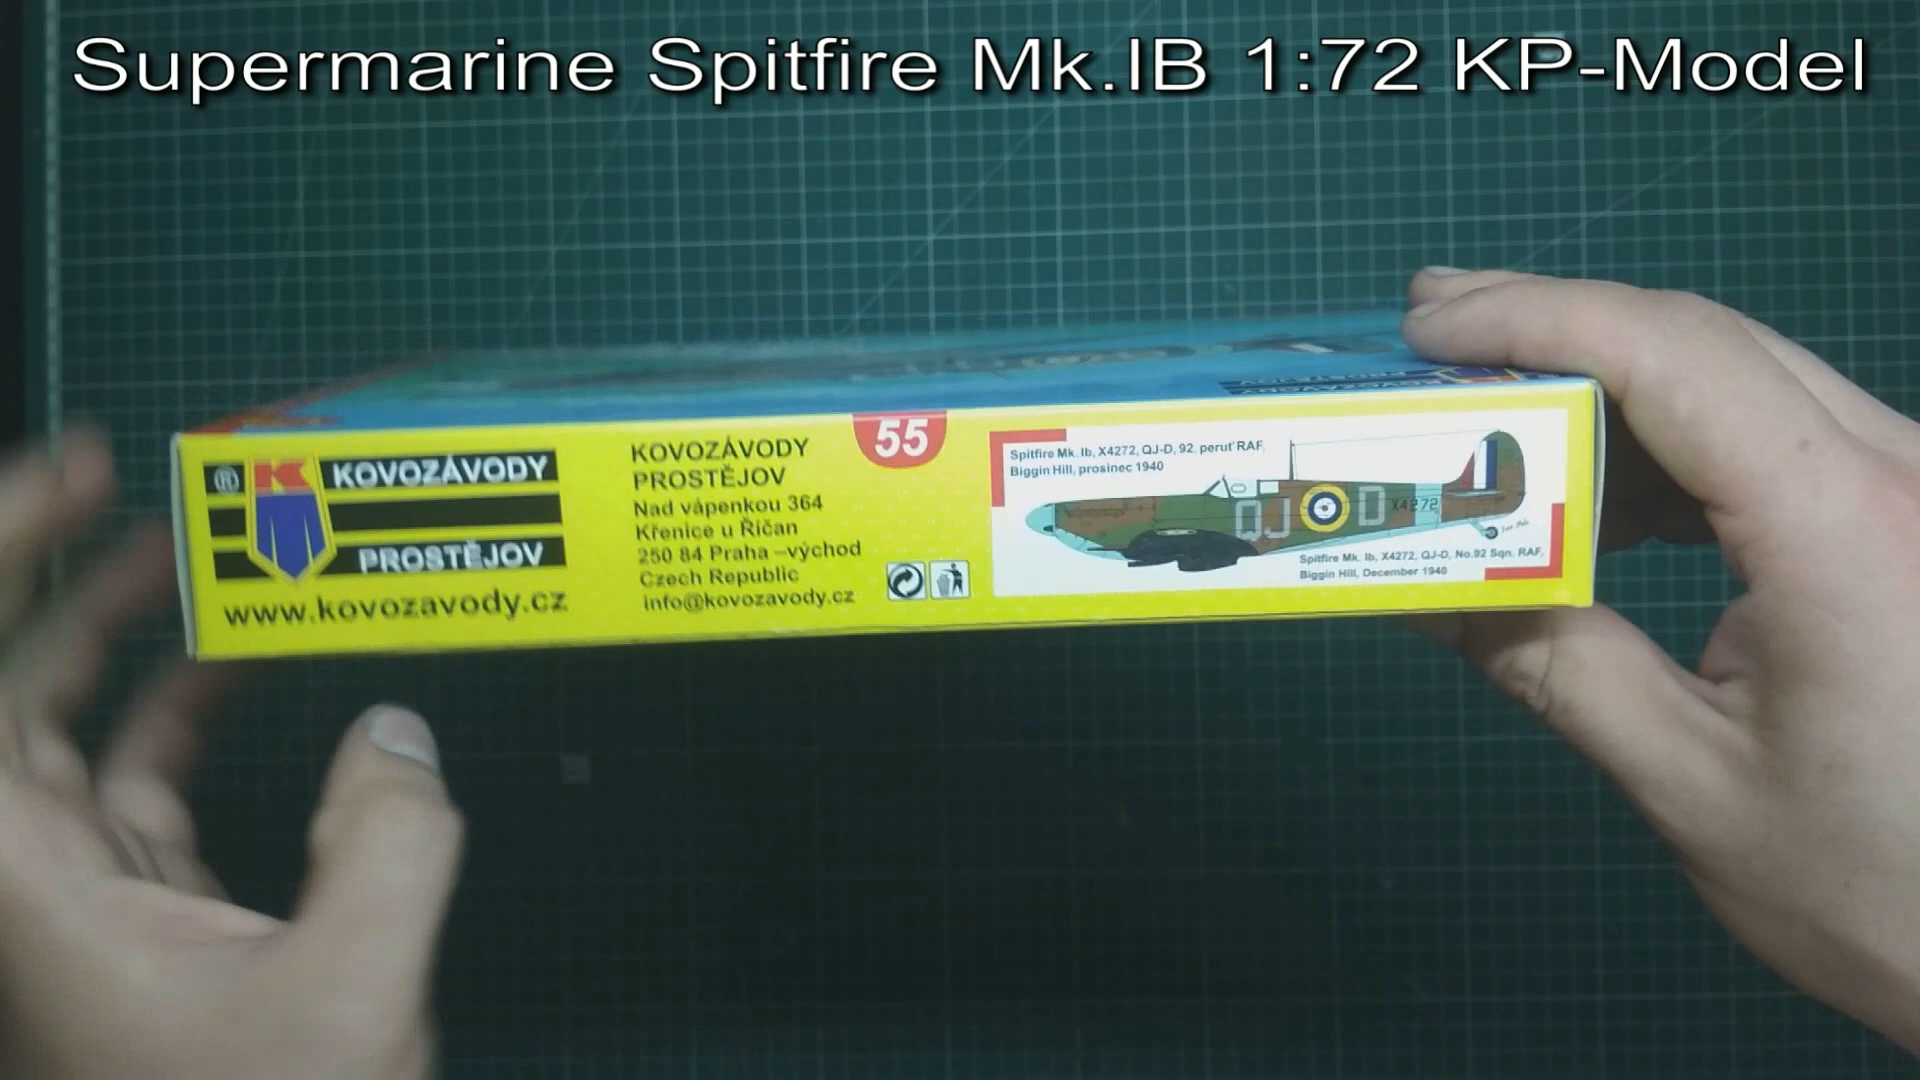 Supermarine Spitfire Mk.IB 1:72 KP-Model
® KOVOZÁVODY
PROSTĚJOV
www.kovozavody.cz
KOVOZÁVODY
PROSTĚJOV
Nad vápenkou 364
Křenice u Říčan
250 84 Praha –východ
Czech Republic
info@kovozavody.cz
55
Spitfire Mk. Ib, X4272, QJ-D, 92. peruť RAF,
Biggin Hill, prosinec 1940
QJ D X4272
Spitfire Mk. Ib, X4272, QJ-D, No.92 Sqn. RAF,
Biggin Hill, December 1940